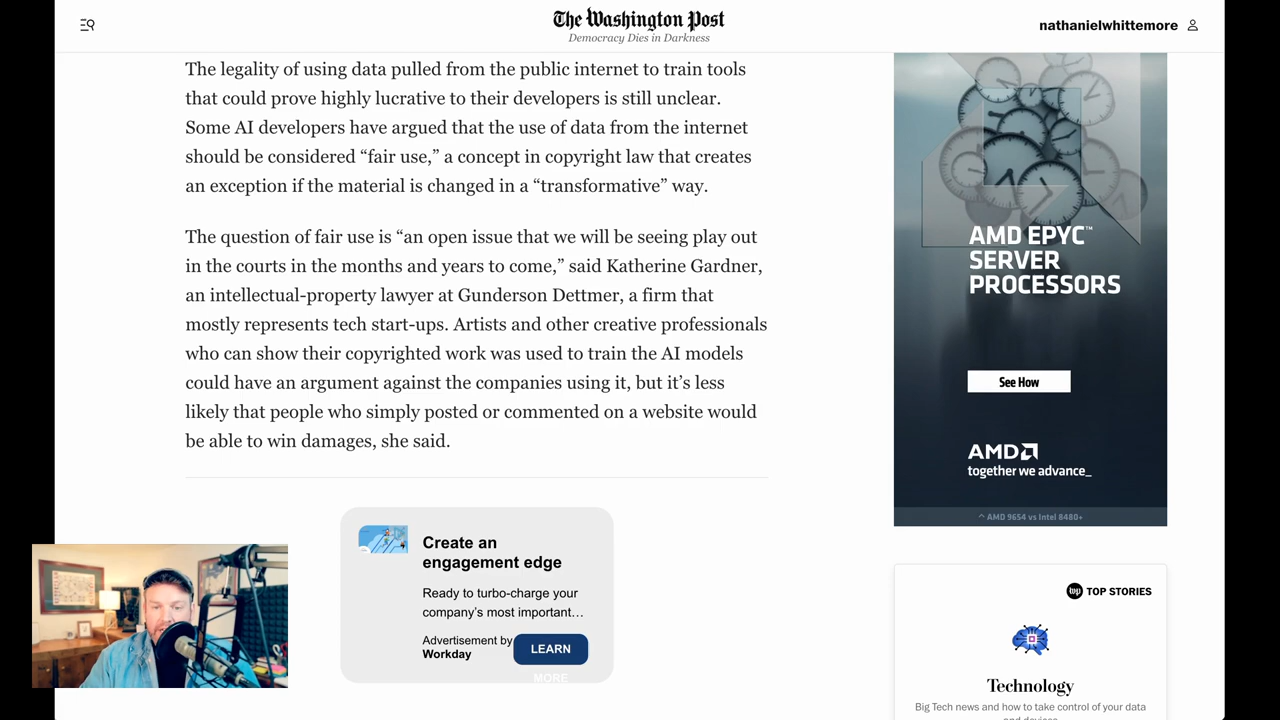 The Washington Post
Democracy Dies in Darkness
nathanielwhittemore
The legality of using data pulled from the public internet to train tools
that could prove highly lucrative to their developers is still unclear.
Some AI developers have argued that the use of data from the internet
should be considered “fair use,” a concept in copyright law that creates
an exception if the material is changed in a “transformative” way.
The question of fair use is “an open issue that we will be seeing play out
in the courts in the months and years to come,” said Katherine Gardner,
an intellectual-property lawyer at Gunderson Dettmer, a firm that
mostly represents tech start-ups. Artists and other creative professionals
who can show their copyrighted work was used to train the AI models
could have an argument against the companies using it, but it’s less
likely that people who simply posted or commented on a website would
be able to win damages, she said.
Create an
engagement edge
Ready to turbo-charge your
company’s most important…
Advertisement by
Workday
LEARN
MORE
AMD EPYC™
SERVER
PROCESSORS
See How
AMD
together we advance_
^ AMD 9654 vs Intel 8480+
wp TOP STORIES
Technology
Big Tech news and how to take control of your data
and devices.